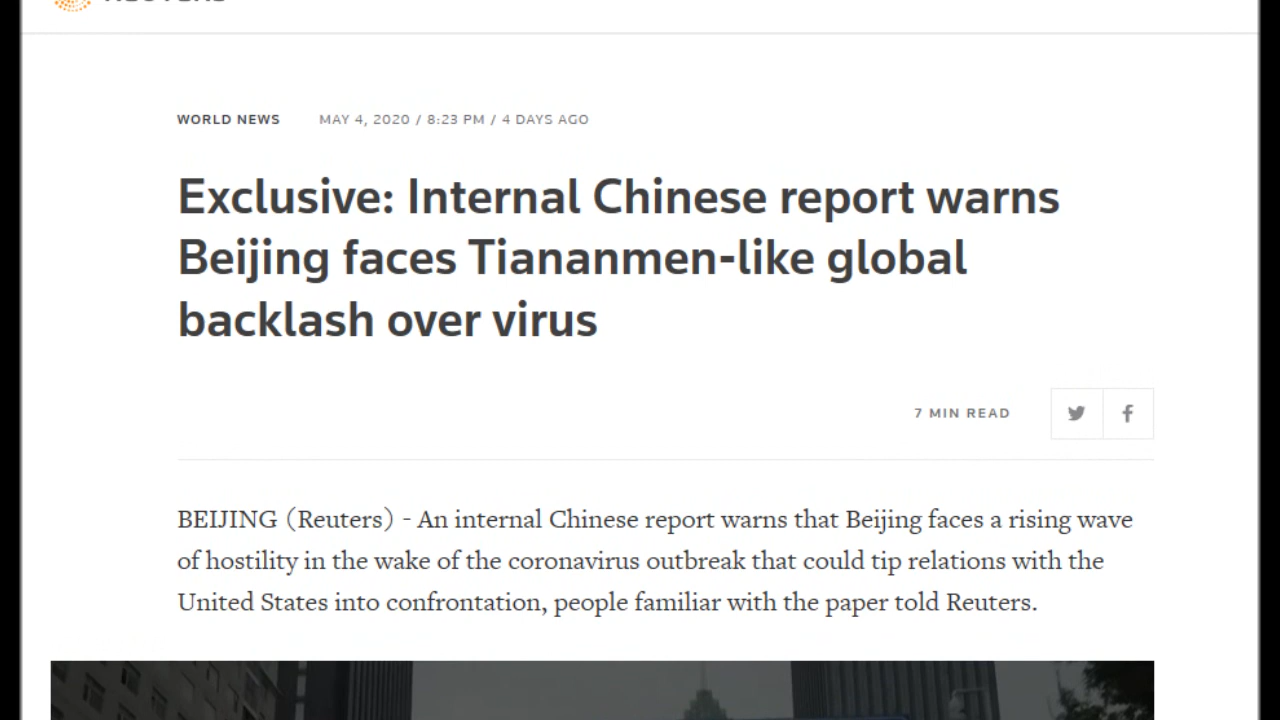 REUTERS
WORLD NEWS MAY 4, 2020 / 8:23 PM / 4 DAYS AGO
Exclusive: Internal Chinese report warns
Beijing faces Tiananmen-like global
backlash over virus
7 MIN READ
BEIJING (Reuters) - An internal Chinese report warns that Beijing faces a rising wave
of hostility in the wake of the coronavirus outbreak that could tip relations with the
United States into confrontation, people familiar with the paper told Reuters.